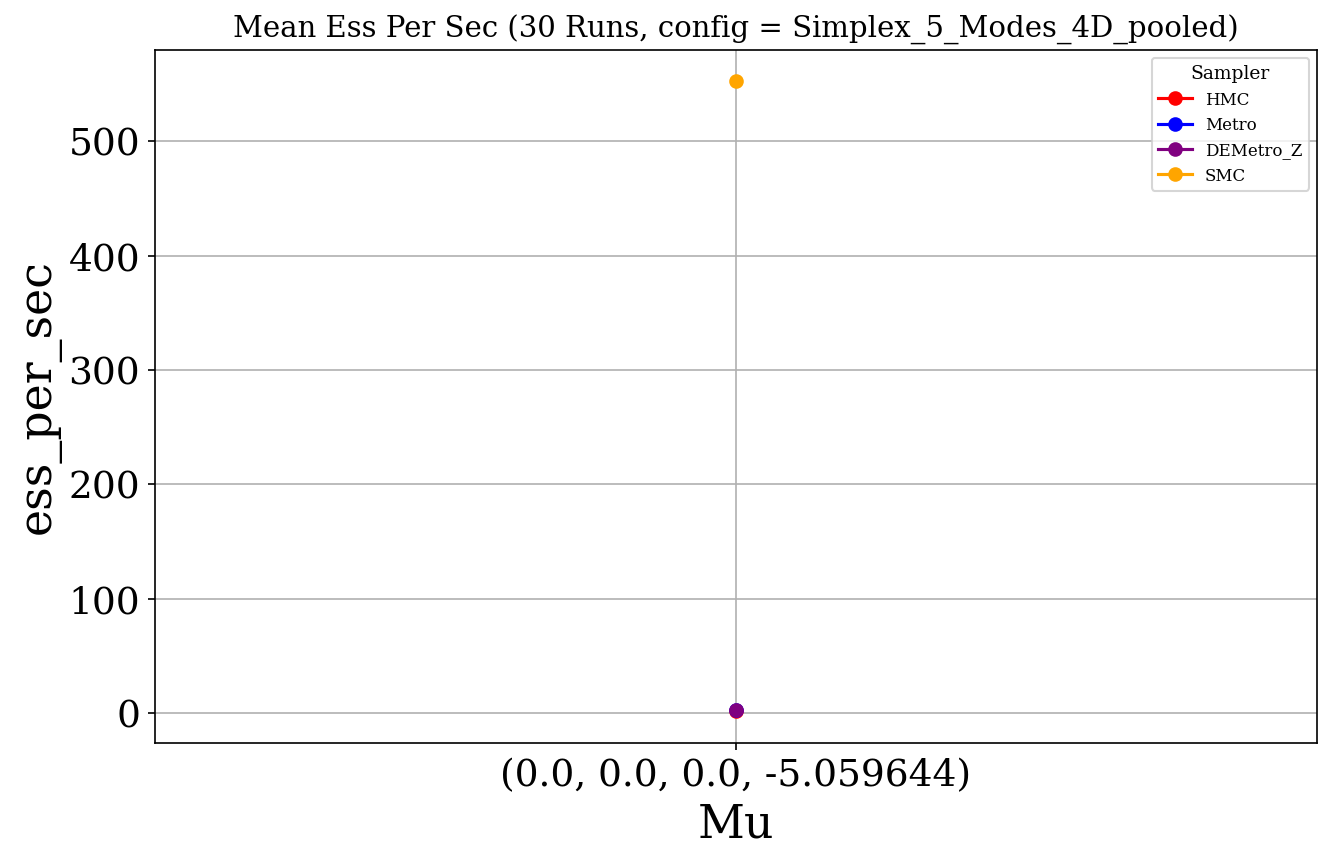 Mean Ess Per Sec (30 Runs, config = Simplex_5_Modes_4D_pooled)
Sampler
HMC
Metro
DEMetro_Z
SMC
ess_per_sec
500
400
300
200
100
0
(0.0, 0.0, 0.0, -5.059644)
Mu